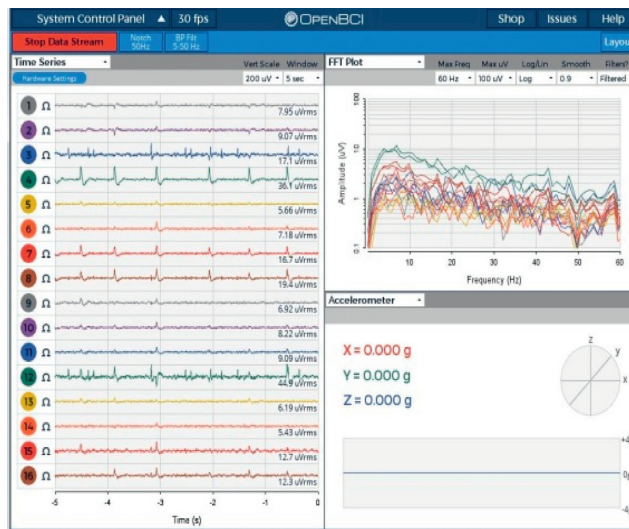 System Control Panel ▲ 30 fps OPENBCI Shop Issues Help
Stop Data Stream Notch 50Hz BP Filt 5-50 Hz Layou
Time Series Vert Scale Window
Hardware Settings 200 uV 5 sec
1 Ω 7.95 uVrms
2 Ω 9.07 uVrms
3 Ω 17.1 uVrms
4 Ω 36.1 uVrms
5 Ω 5.66 uVrms
6 Ω 7.18 uVrms
7 Ω 16.7 uVrms
8 Ω 19.4 uVrms
9 Ω 6.92 uVrms
10 Ω 8.22 uVrms
11 Ω 9.09 uVrms
12 Ω 44.9 uVrms
13 Ω 6.19 uVrms
14 Ω 5.43 uVrms
15 Ω 12.7 uVrms
16 Ω 12.3 uVrms
-5 -4 -3 -2 -1 0
Time (s)
FFT Plot Max Freq Max uV Log/Lin Smooth Filters?
60 Hz 100 uV Log 0.9 Filtered
100
10
1.0
0.1
Amplitude (uV)
10 20 30 40 50 60
Frequency (Hz)
Accelerometer
X = 0.000 g
Y = 0.000 g
Z = 0.000 g
z
y
x
+4
0g
-4g